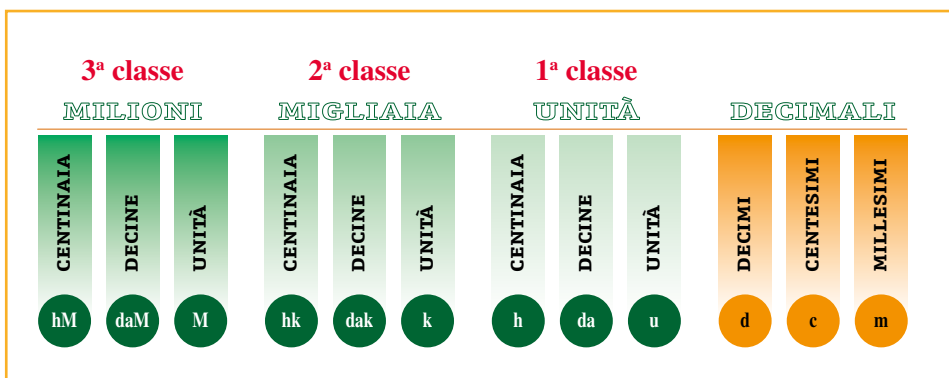 3ª classe 2ª classe 1ª classe
MILIONI MIGLIAIA UNITÀ DECIMALI
CENTINAIA DECINE UNITÀ CENTINAIA DECINE UNITÀ CENTINAIA DECINE UNITÀ DECIMI CENTESIMI MILLESIMI
hM daM M hk dak k h da u d c m